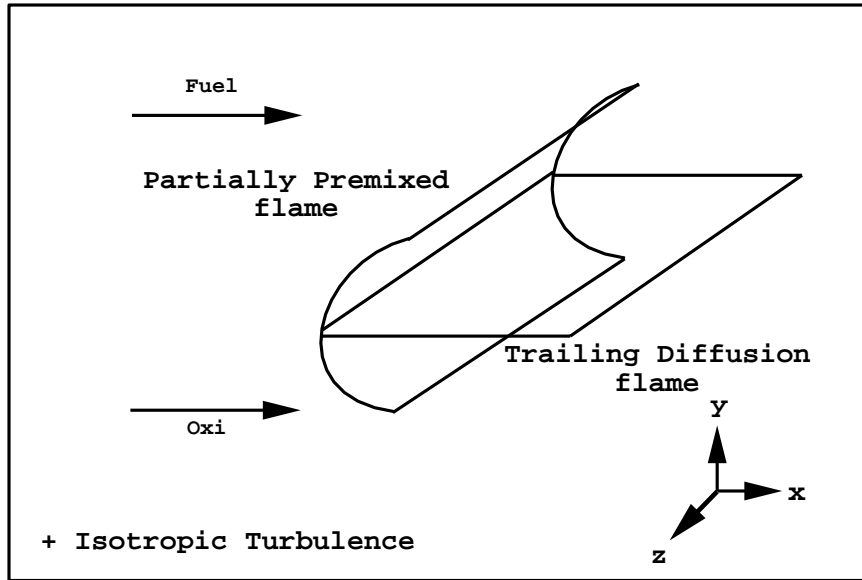 Fuel
Partially Premixed
flame
Trailing Diffusion
flame
Oxi
y
x
z
+ Isotropic Turbulence